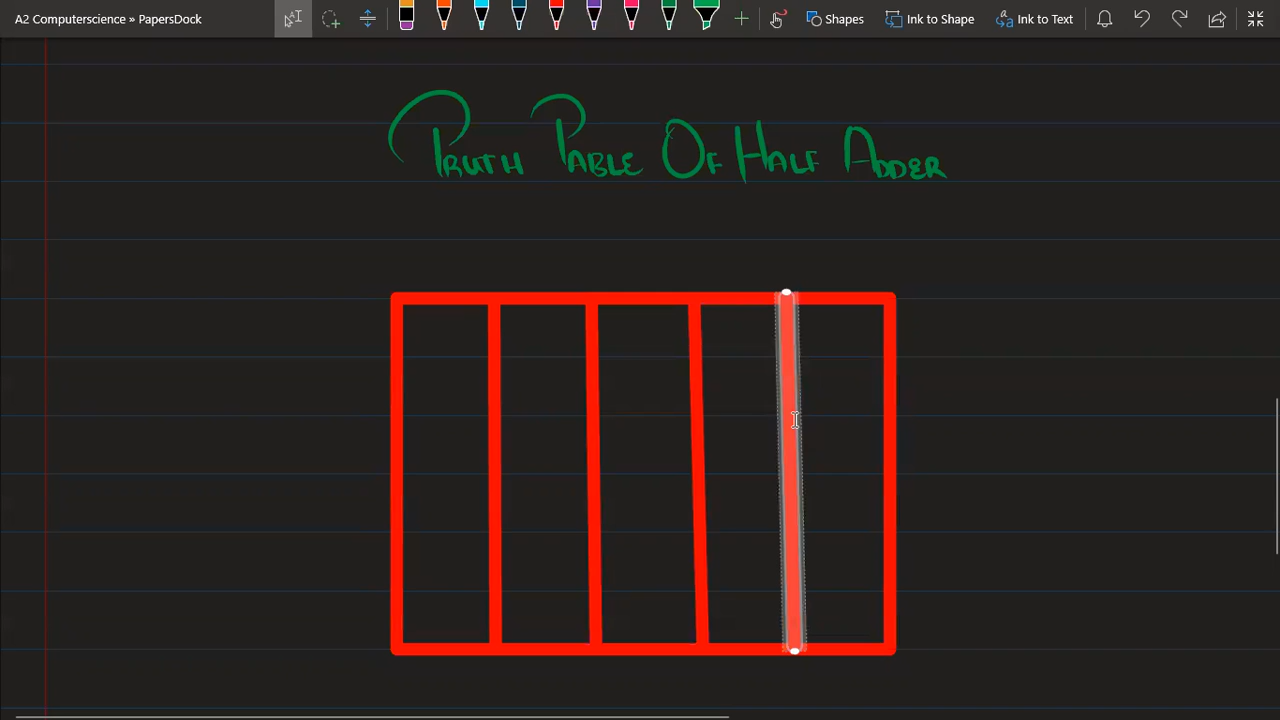 A2 Computerscience » PapersDock
Shapes
Ink to Shape
Ink to Text
Truth Table Of Half Adder